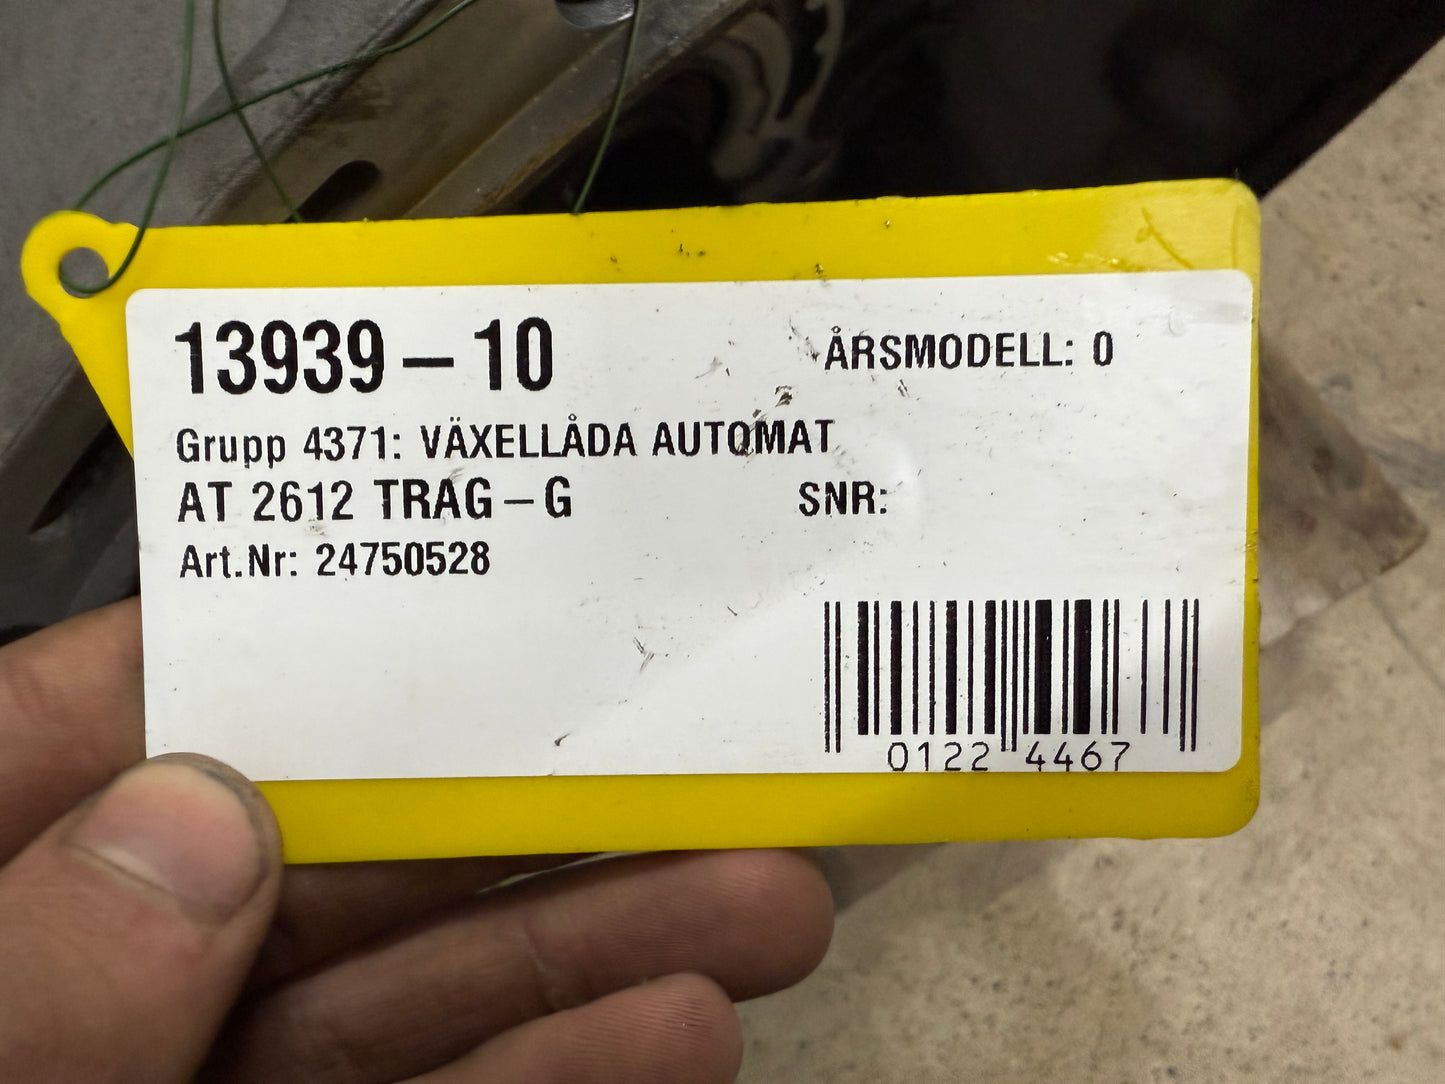 13939-10
ÅRSMODELL: 0
Grupp 4371: VÄXELLÅDA AUTOMAT
AT 2612 TRAG-G
SNR:
Art.Nr: 24750528
0122 4467